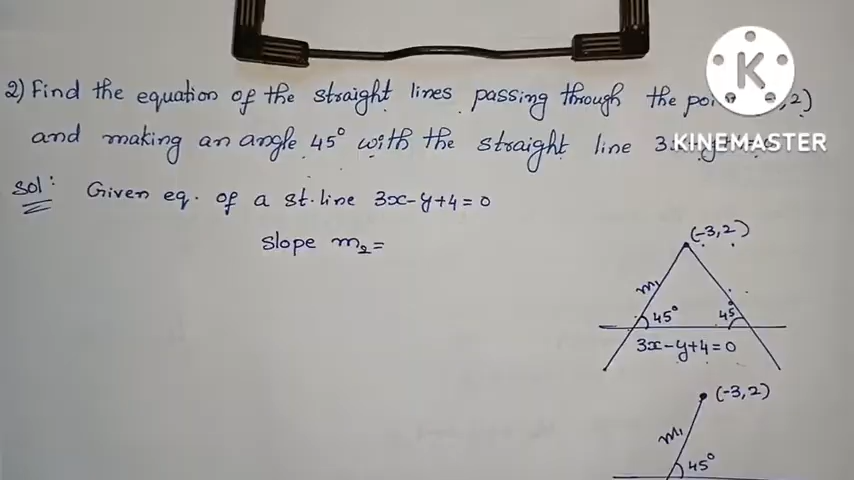 2) Find the equation of the straight lines passing through the ,2)
and making an angle 45° with the straight line 3x
Sol: Given eq. of a st. line 3x-y+4=0
Slope m₂=
K
KINEMASTER
(-3,2)
m₁
45° 45°
3x-y+4=0
(-3,2)
m₁
45°